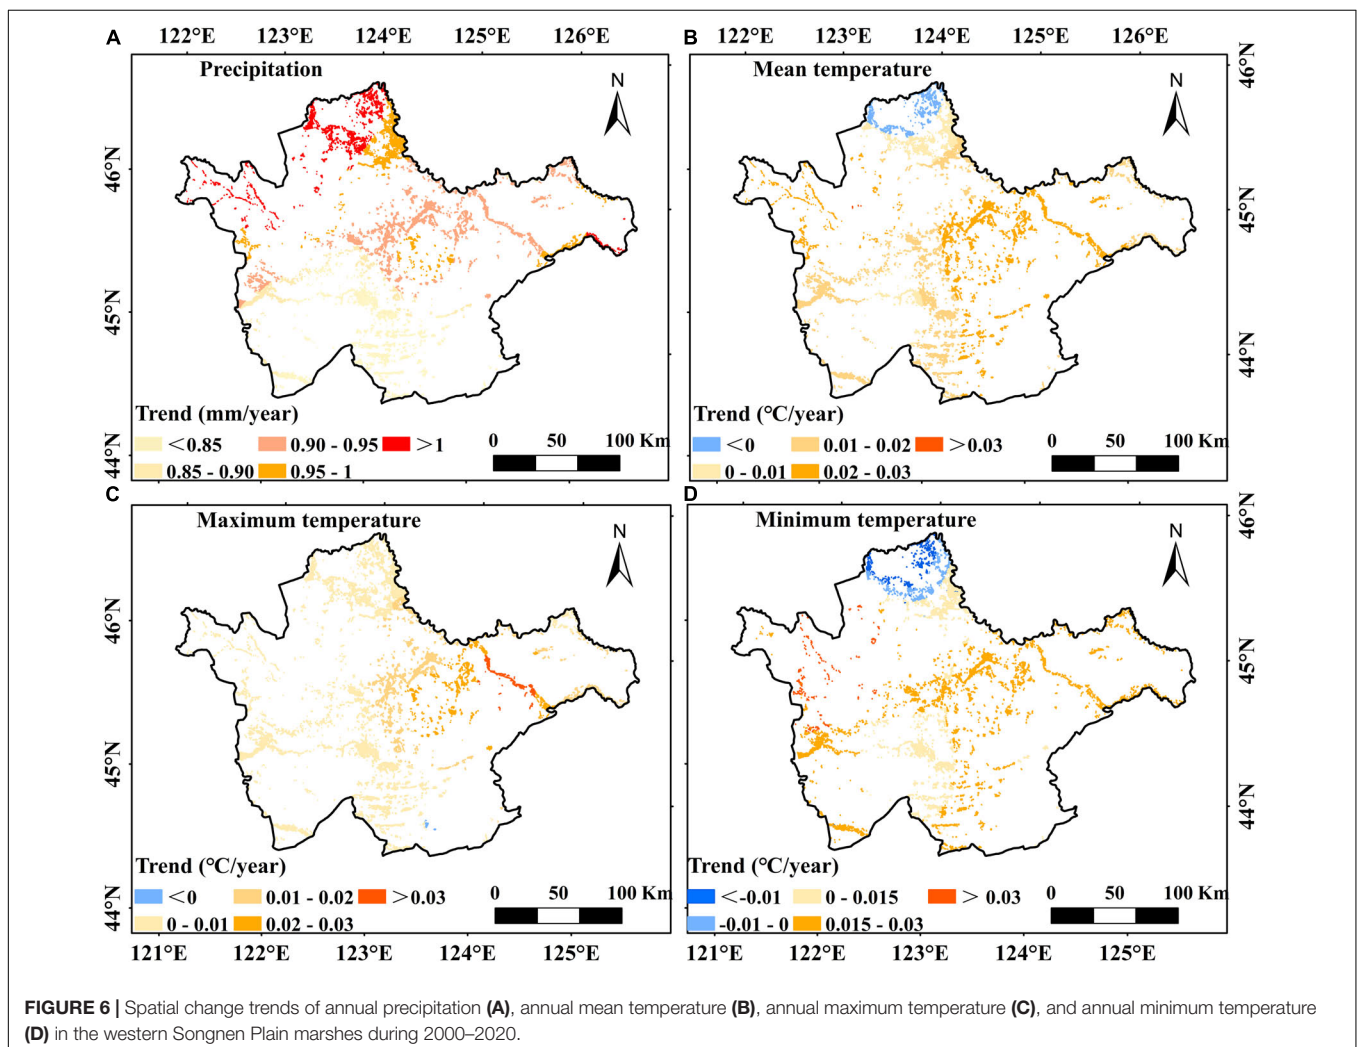 A
122°E 123°E 124°E 125°E 126°E
Precipitation
N
46°N
45°N
44°N
Trend (mm/year)
<0.85 0.90 - 0.95 >1
0.85 - 0.90 0.95 - 1
0 50 100 Km
B
122°E 123°E 124°E 125°E 126°E
Mean temperature
N
46°N
45°N
44°N
Trend (°C/year)
<0 0.01 - 0.02 >0.03
0 - 0.01 0.02 - 0.03
0 50 100 Km
C
Maximum temperature
N
46°N
45°N
44°N
Trend (°C/year)
<0 0.01 - 0.02 >0.03
0 - 0.01 0.02 - 0.03
0 50 100 Km
121°E 122°E 123°E 124°E 125°E
D
Minimum temperature
N
46°N
45°N
44°N
Trend (°C/year)
<-0.01 0 - 0.015 > 0.03
-0.01 - 0 0.015 - 0.03
0 50 100 Km
121°E 122°E 123°E 124°E 125°E
FIGURE 6 | Spatial change trends of annual precipitation (A), annual mean temperature (B), annual maximum temperature (C), and annual minimum temperature
(D) in the western Songnen Plain marshes during 2000–2020.